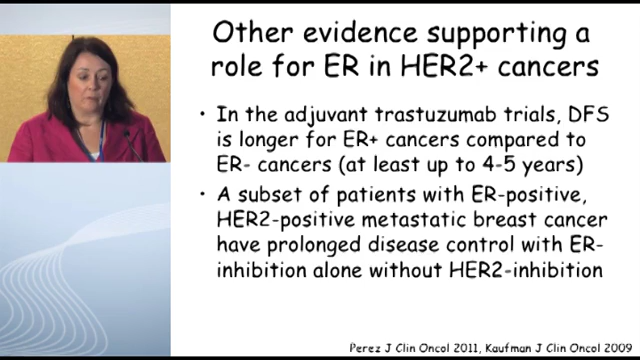 Other evidence supporting a
role for ER in HER2+ cancers
• In the adjuvant trastuzumab trials, DFS
is longer for ER+ cancers compared to
ER- cancers (at least up to 4-5 years)
• A subset of patients with ER-positive,
HER2-positive metastatic breast cancer
have prolonged disease control with ER-
inhibition alone without HER2-inhibition
Perez J Clin Oncol 2011, Kaufman J Clin Oncol 2009